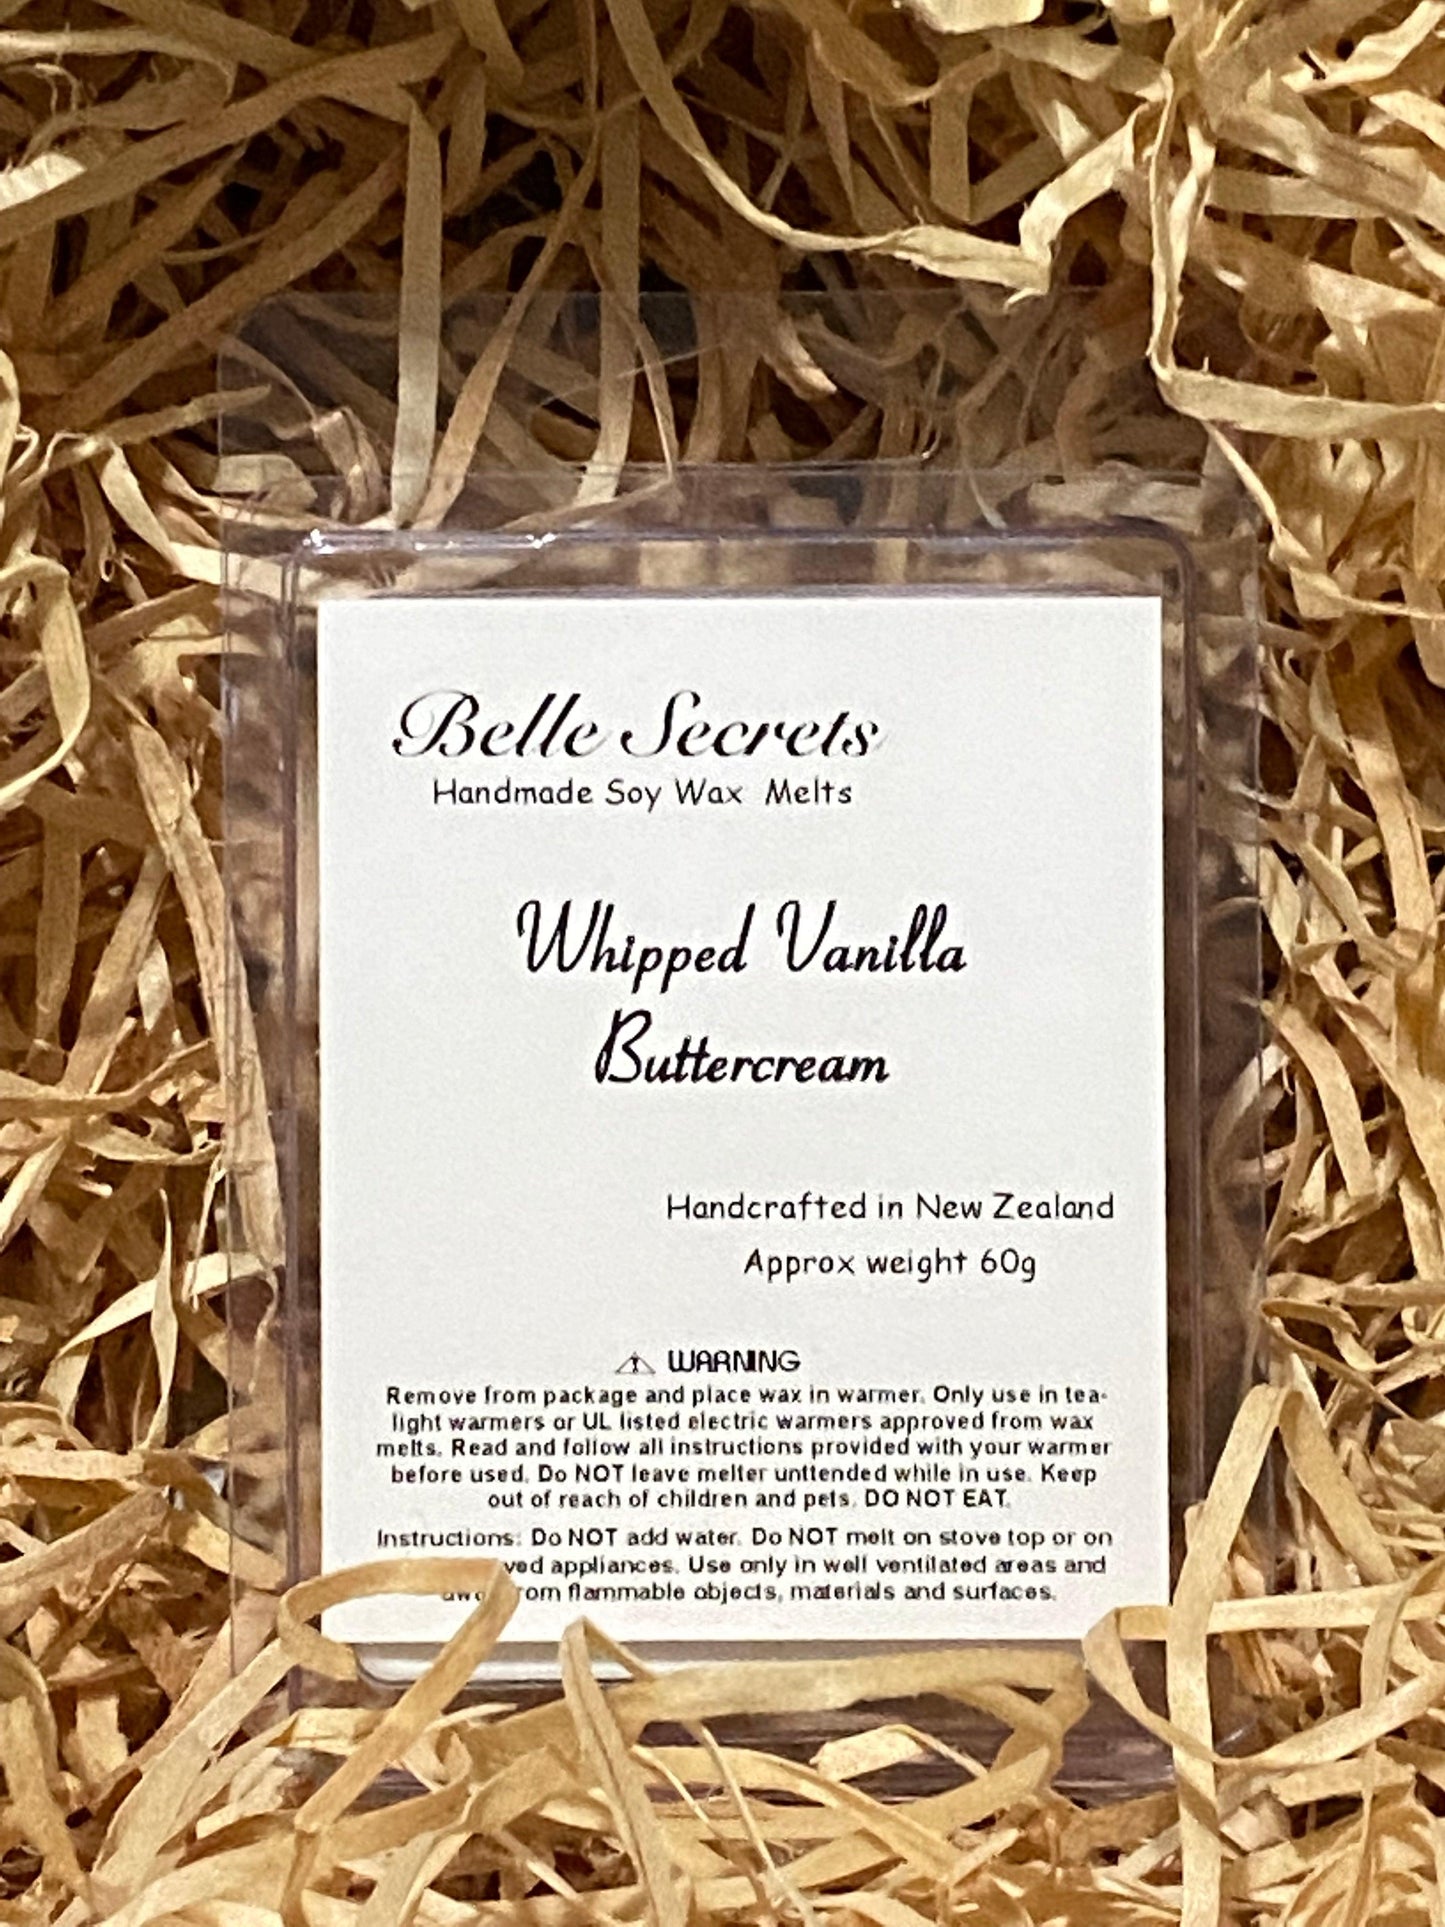 Belle Secrets
Handmade Soy Wax Melts
Whipped Vanilla
Buttercream
Handcrafted in New Zealand
Approx weight 60g
WARNING
Remove from package and place wax in warmer. Only use in tea-
light warmers or UL listed electric warmers approved from wax
melts. Read and follow all instructions provided with your warmer
before used. Do NOT leave melter unttended while in use. Keep
out of reach of children and pets. DO NOT EAT.
Instructions: Do NOT add water. Do NOT melt on stove top or on
appliances. Use only in well ventilated areas and
flammable objects, materials and surfaces.